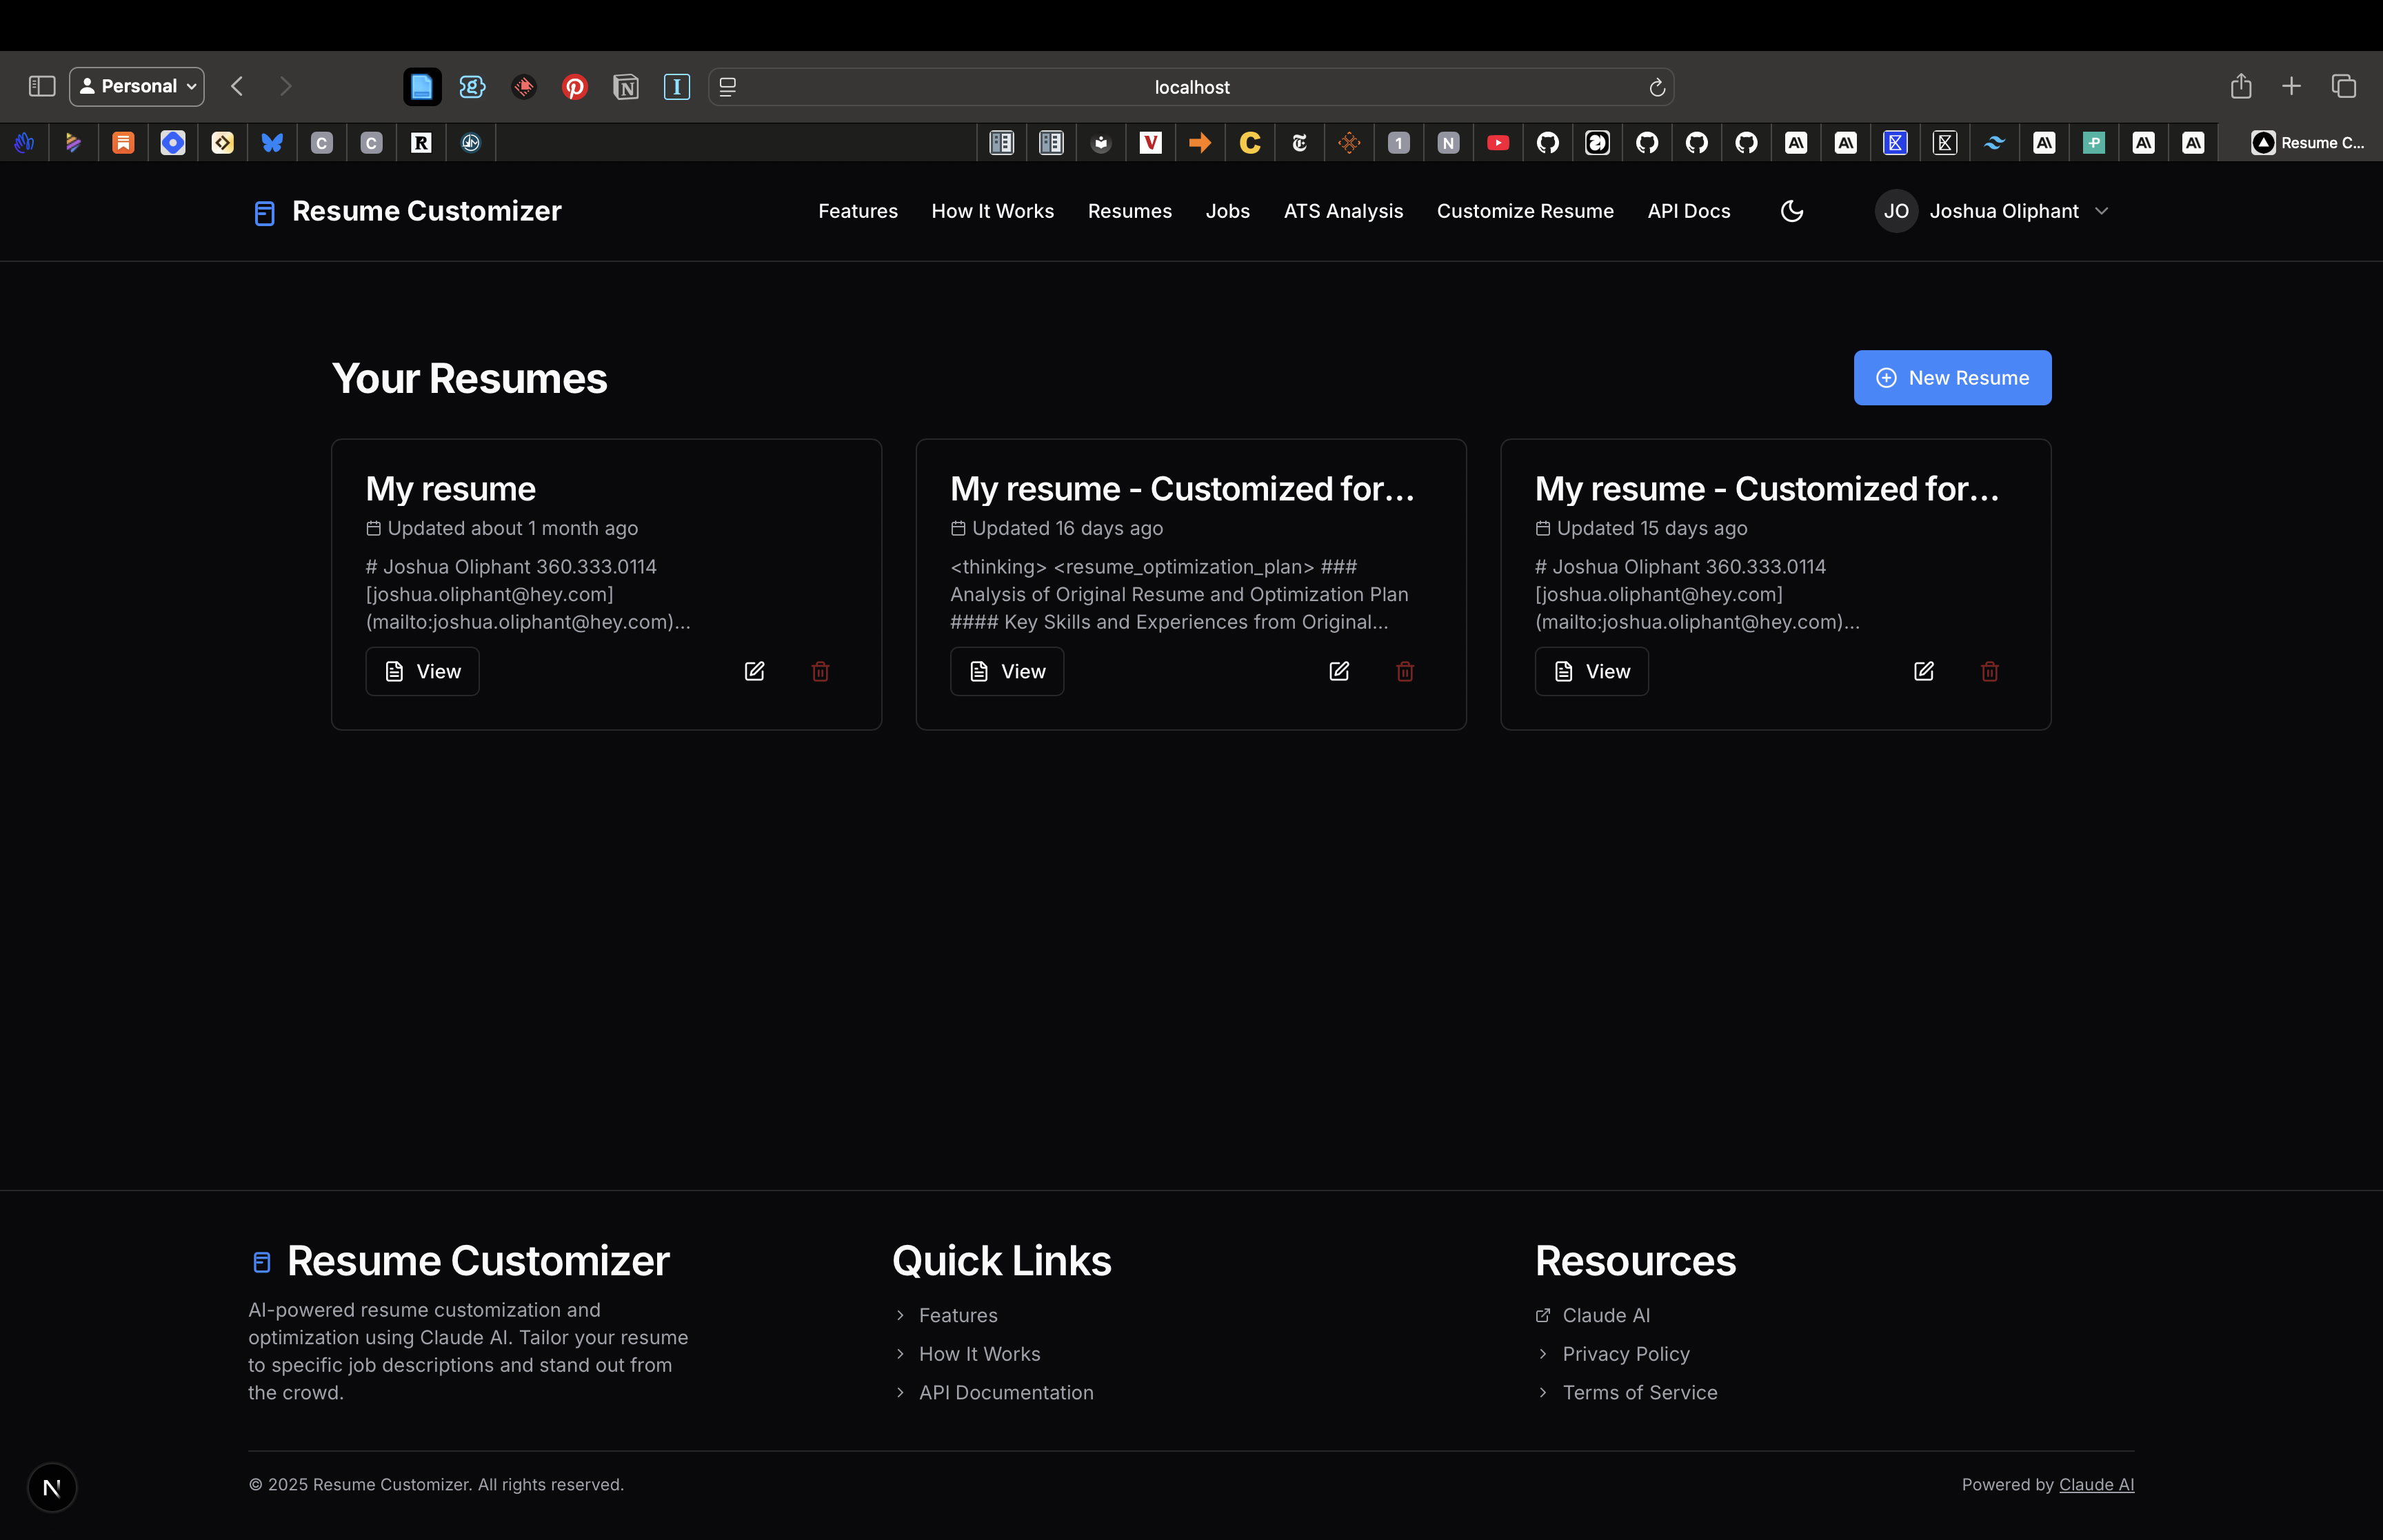 Personal
localhost
Resume C...
Resume Customizer
Features
How It Works
Resumes
Jobs
ATS Analysis
Customize Resume
API Docs
JO
Joshua Oliphant
Your Resumes
New Resume
My resume
Updated about 1 month ago
# Joshua Oliphant 360.333.0114
[joshua.oliphant@hey.com]
(mailto:joshua.oliphant@hey.com)...
View
My resume - Customized for...
Updated 16 days ago
<thinking> <resume_optimization_plan> ###
Analysis of Original Resume and Optimization Plan
#### Key Skills and Experiences from Original...
View
My resume - Customized for...
Updated 15 days ago
# Joshua Oliphant 360.333.0114
[joshua.oliphant@hey.com]
(mailto:joshua.oliphant@hey.com)...
View
Resume Customizer
AI-powered resume customization and
optimization using Claude AI. Tailor your resume
to specific job descriptions and stand out from
the crowd.
Quick Links
Features
How It Works
API Documentation
Resources
Claude AI
Privacy Policy
Terms of Service
© 2025 Resume Customizer. All rights reserved.
Powered by Claude AI
N